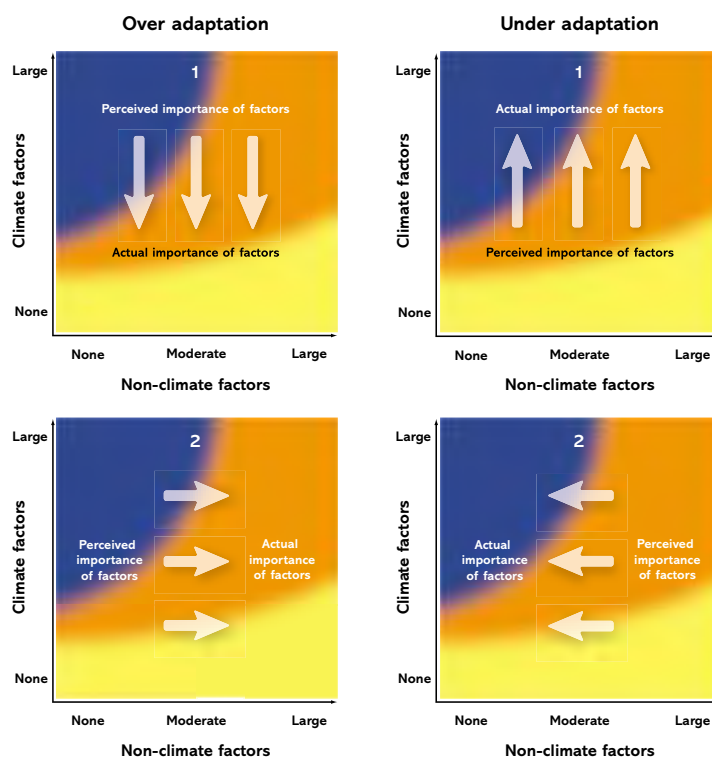 Over adaptation
Under adaptation
Large
1
Perceived importance of factors
Climate factors
Actual importance of factors
None
None
Moderate
Large
Non-climate factors
Large
1
Actual importance of factors
Climate factors
Perceived importance of factors
None
None
Moderate
Large
Non-climate factors
Large
2
Climate factors
Perceived
importance
of factors
Actual
importance
of factors
None
None
Moderate
Large
Non-climate factors
Large
2
Climate factors
Actual
importance
of factors
Perceived
importance
of factors
None
None
Moderate
Large
Non-climate factors